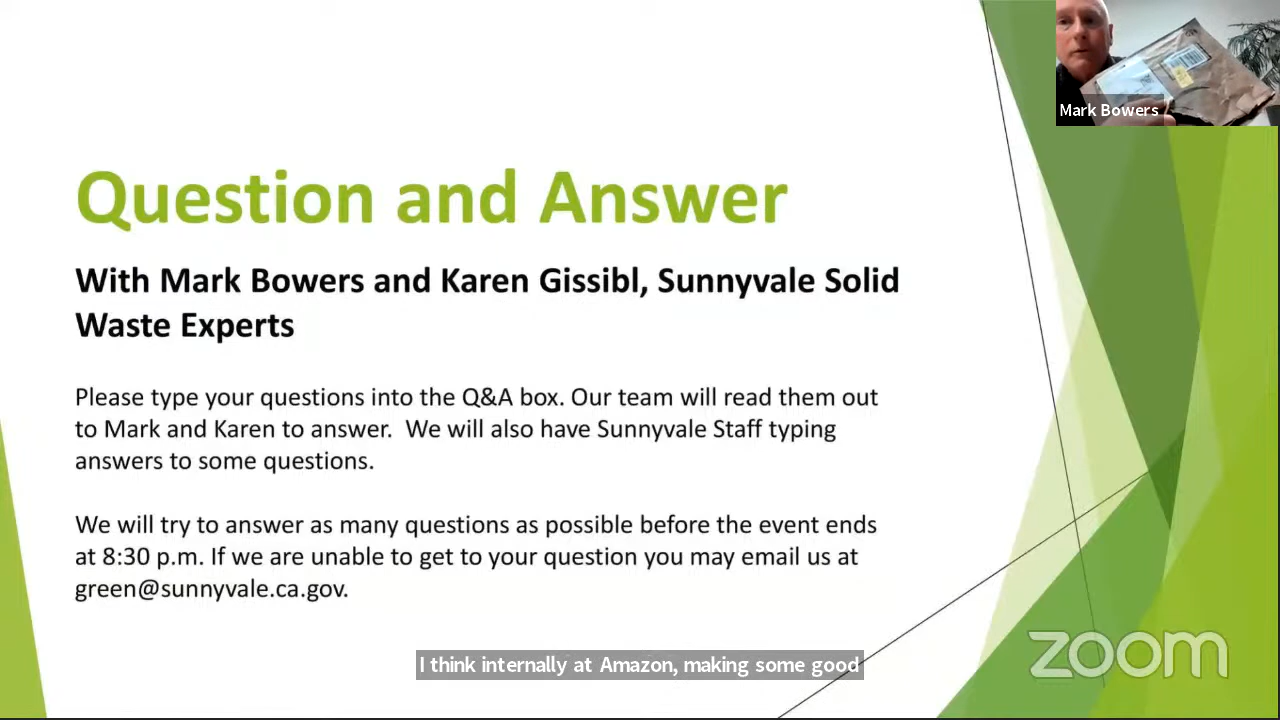 Mark Bowers
Question and Answer
With Mark Bowers and Karen Gissibl, Sunnyvale Solid
Waste Experts
Please type your questions into the Q&A box. Our team will read them out
to Mark and Karen to answer.  We will also have Sunnyvale Staff typing
answers to some questions.
We will try to answer as many questions as possible before the event ends
at 8:30 p.m. If we are unable to get to your question you may email us at
green@sunnyvale.ca.gov.
I think internally at Amazon, making some good
zoom